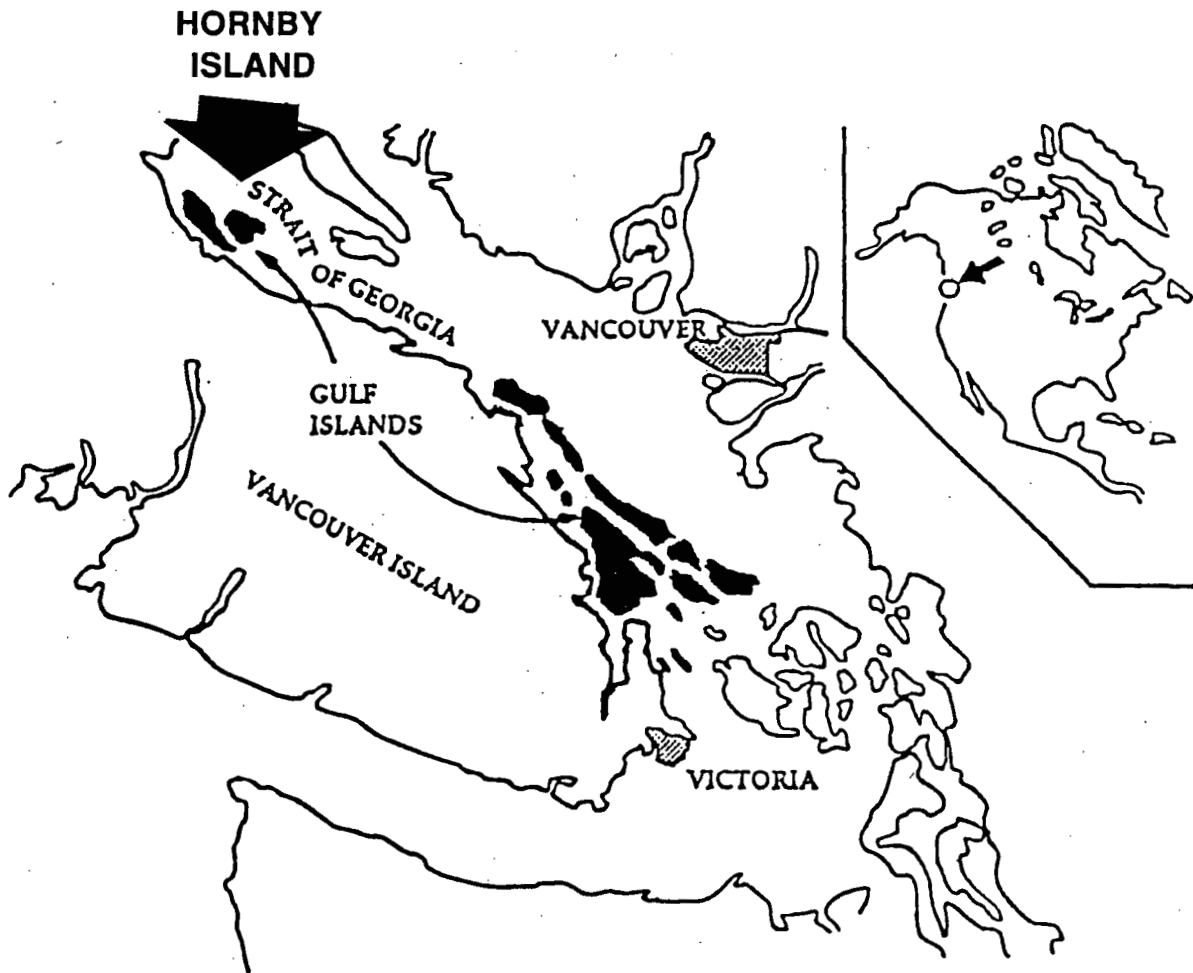 HORNBY
ISLAND
STRAIT OF GEORGIA
VANCOUVER
GULF
ISLANDS
VANCOUVER ISLAND
VICTORIA